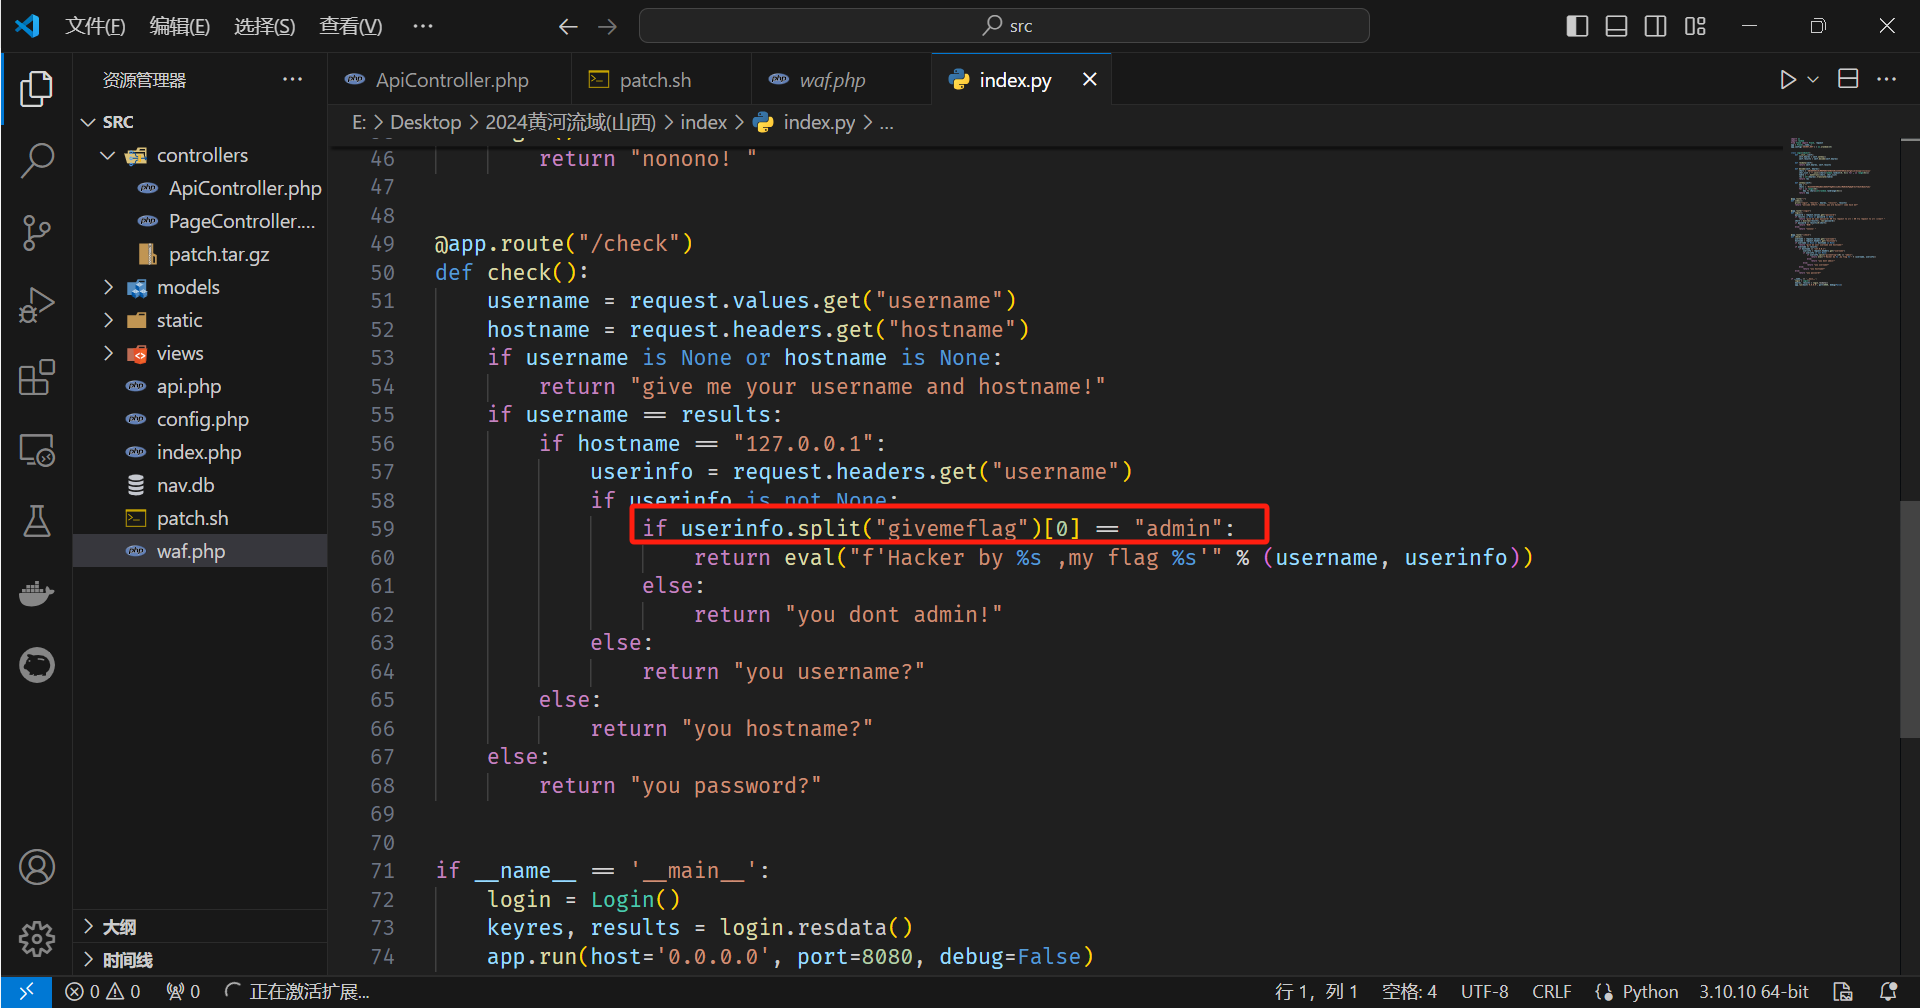 文件(F) 编辑(E) 选择(S) 查看(V) ··· src
资源管理器 ···
SRC
controllers
ApiController.php
PageController....
patch.tar.gz
models
static
views
api.php
config.php
index.php
nav.db
patch.sh
waf.php
大纲
时间线
ApiController.php patch.sh waf.php index.py
E: > Desktop > 2024黄河流域(山西) > index > index.py > ...
46 return "nonono! "
47
48
49 @app.route("/check")
50 def check():
51 username = request.values.get("username")
52 hostname = request.headers.get("hostname")
53 if username is None or hostname is None:
54 return "give me your username and hostname!"
55 if username == results:
56 if hostname == "127.0.0.1":
57 userinfo = request.headers.get("username")
58 if userinfo is not None:
59 if userinfo.split("givemeflag")[0] == "admin":
60 return eval("f'Hacker by %s ,my flag %s'" % (username, userinfo))
61 else:
62 return "you dont admin!"
63 else:
64 return "you username?"
65 else:
66 return "you hostname?"
67 else:
68 return "you password?"
69
70
71 if __name__ == '__main__':
72 login = Login()
73 keyres, results = login.resdata()
74 app.run(host='0.0.0.0', port=8080, debug=False)
0 0 0 正在激活扩展... 行 1，列 1 空格: 4 UTF-8 CRLF Python 3.10.10 64-bit